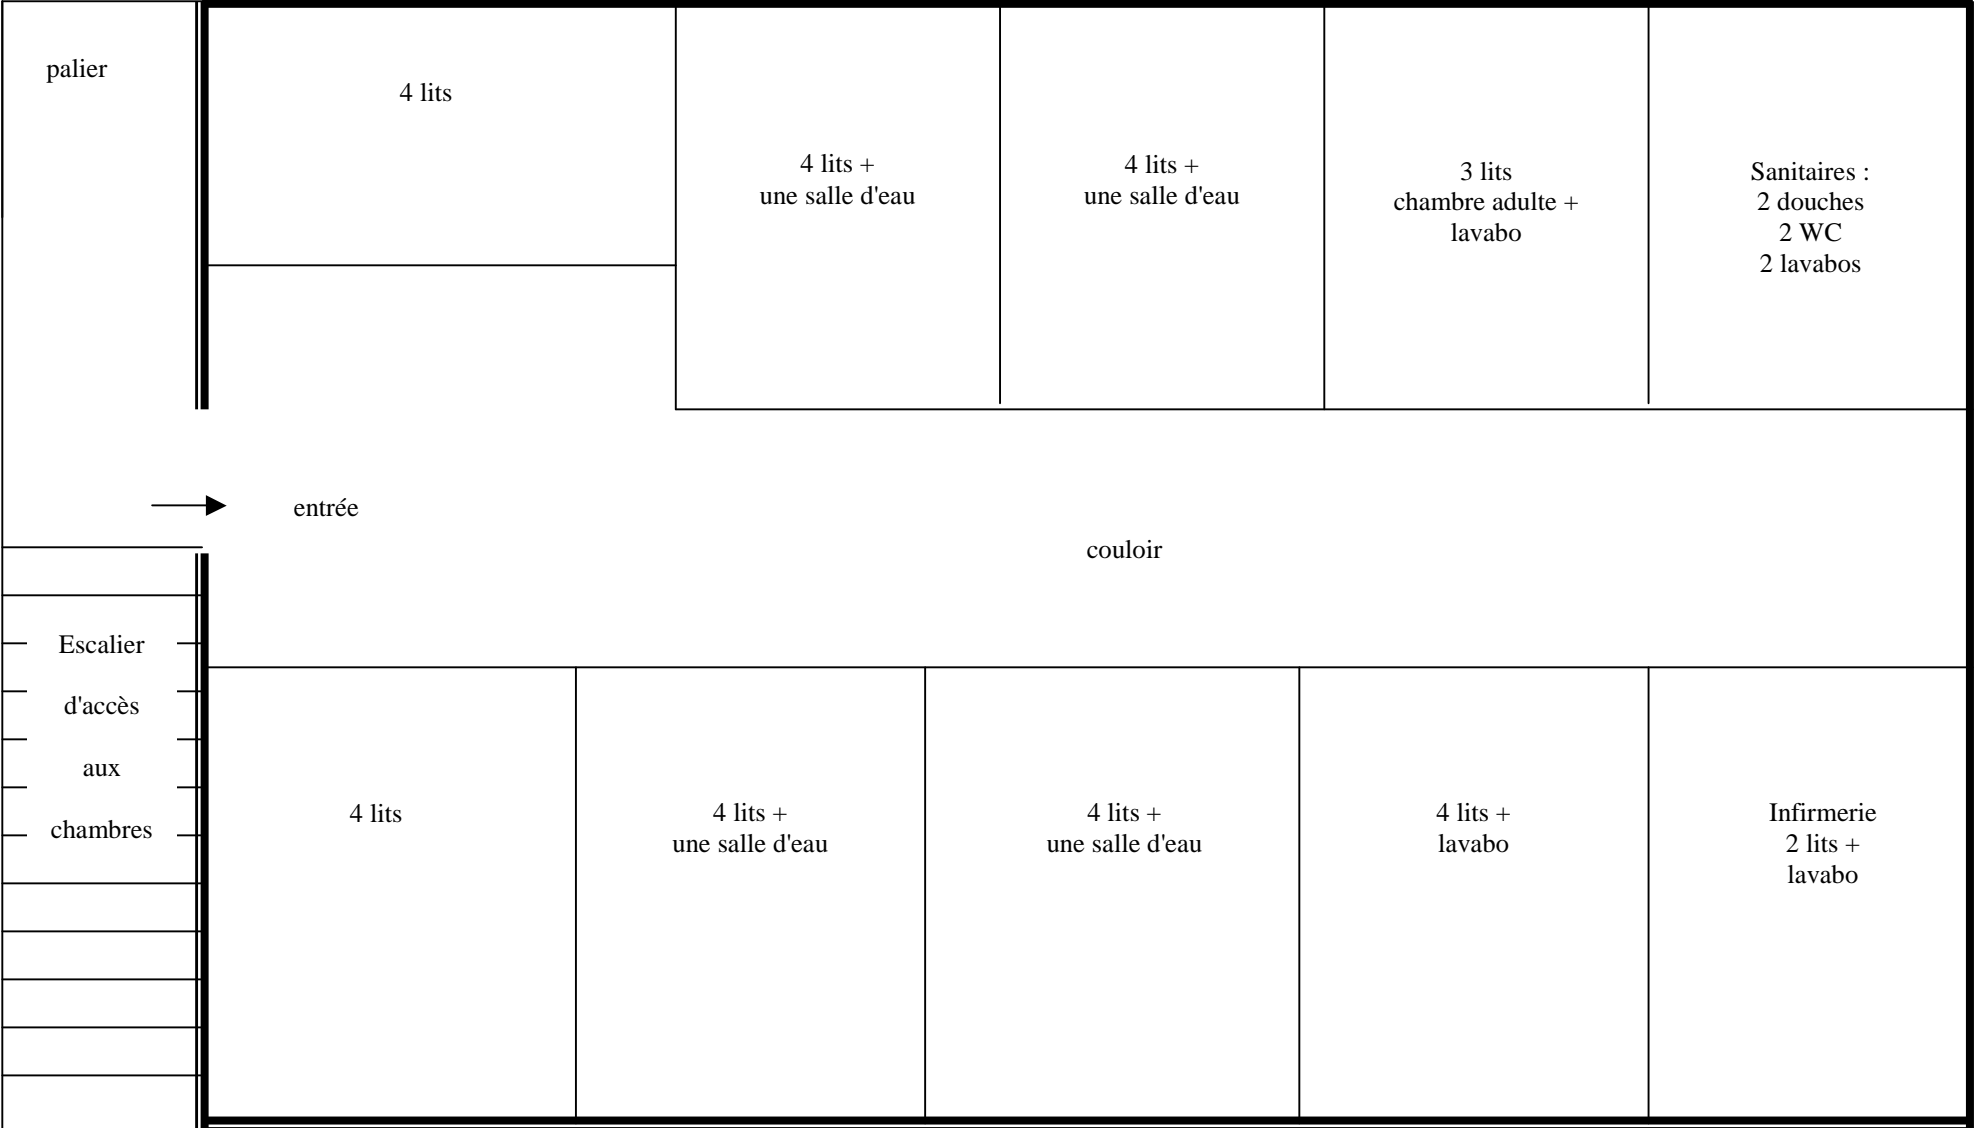 palier
4 lits
4 lits +
une salle d'eau
4 lits +
une salle d'eau
3 lits
chambre adulte +
lavabo
Sanitaires :
2 douches
2 WC
2 lavabos
entrée
couloir
Escalier
d'accès
aux
chambres
4 lits
4 lits +
une salle d'eau
4 lits +
une salle d'eau
4 lits +
lavabo
Infirmerie
2 lits +
lavabo